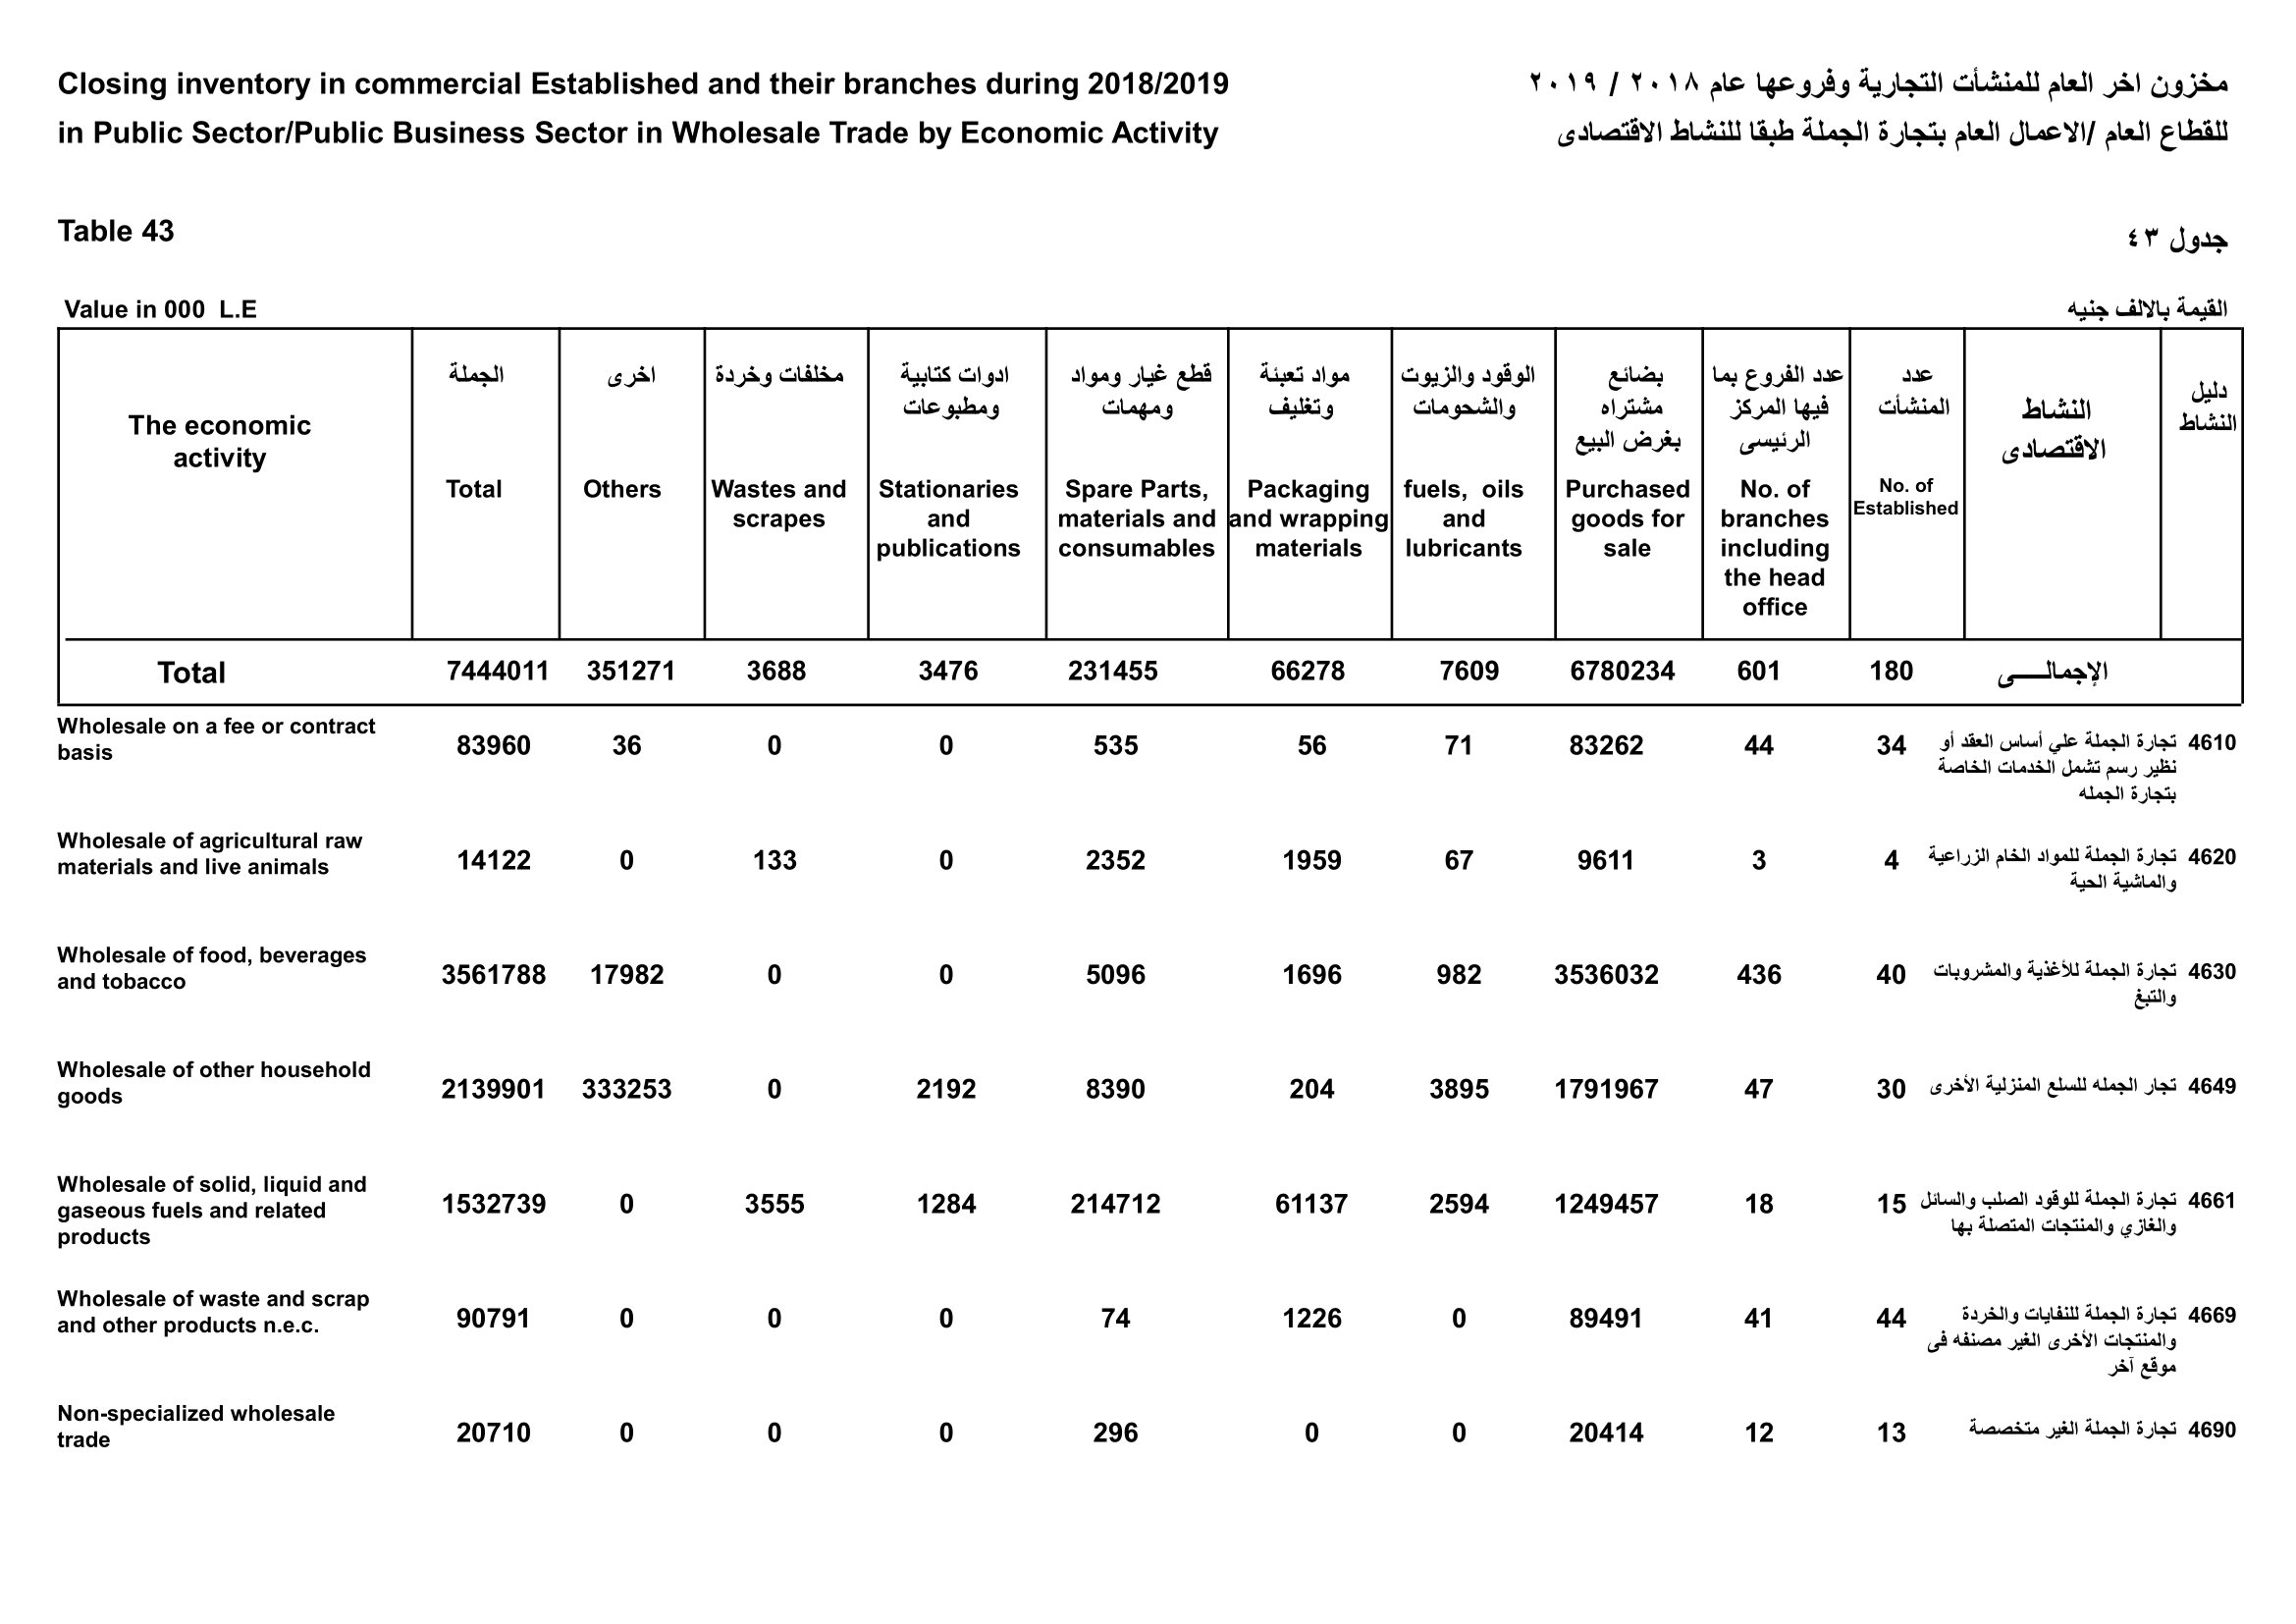 Closing inventory in commercial Established and their branches during 2018/2019
in Public Sector/Public Business Sector in Wholesale Trade by Economic Activity
مخزون اخر العام للمنشأت التجارية وفروعها عام ٢٠١٨ / ٢٠١٩
للقطاع العام /الاعمال العام بتجارة الجملة طبقا للنشاط الاقتصادى
Table 43
جدول ٤٣
Value in 000 L.E
القيمة بالالف جنيه
The economic
activity
الجملة
Total
اخرى
Others
مخلفات وخردة
Wastes and
scrapes
ادوات كتابية
ومطبوعات
Stationaries
and
publications
قطع غيار ومواد
ومهمات
Spare Parts,
materials and
consumables
مواد تعبئة
وتغليف
Packaging
and wrapping
materials
الوقود والزيوت
والشحومات
fuels, oils
and
lubricants
بضائع
مشتراه
بغرض البيع
Purchased
goods for
sale
عدد الفروع بما
فيها المركز
الرئيسى
No. of
branches
including
the head
office
عدد
المنشأت
No. of
Established
النشاط
الاقتصادى
دليل
النشاط
Total 7444011 351271 3688 3476 231455 66278 7609 6780234 601 180 الإجمالـــــى
Wholesale on a fee or contract
basis
83960 36 0 0 535 56 71 83262 44 34
تجارة الجملة علي أساس العقد أو 4610
نظير رسم تشمل الخدمات الخاصة
بتجارة الجمله
Wholesale of agricultural raw
materials and live animals
14122 0 133 0 2352 1959 67 9611 3 4
تجارة الجملة للمواد الخام الزراعية 4620
والماشية الحية
Wholesale of food, beverages
and tobacco
3561788 17982 0 0 5096 1696 982 3536032 436 40
تجارة الجملة للأغذية والمشروبات 4630
والتبغ
Wholesale of other household
goods
2139901 333253 0 2192 8390 204 3895 1791967 47 30
تجار الجمله للسلع المنزلية الأخرى 4649
Wholesale of solid, liquid and
gaseous fuels and related
products
1532739 0 3555 1284 214712 61137 2594 1249457 18 15
تجارة الجملة للوقود الصلب والسائل 4661
والغازي والمنتجات المتصلة بها
Wholesale of waste and scrap
and other products n.e.c.
90791 0 0 0 74 1226 0 89491 41 44
تجارة الجملة للنفايات والخردة 4669
والمنتجات الأخرى الغير مصنفه فى
موقع آخر
Non-specialized wholesale
trade
20710 0 0 0 296 0 0 20414 12 13
تجارة الجملة الغير متخصصة 4690